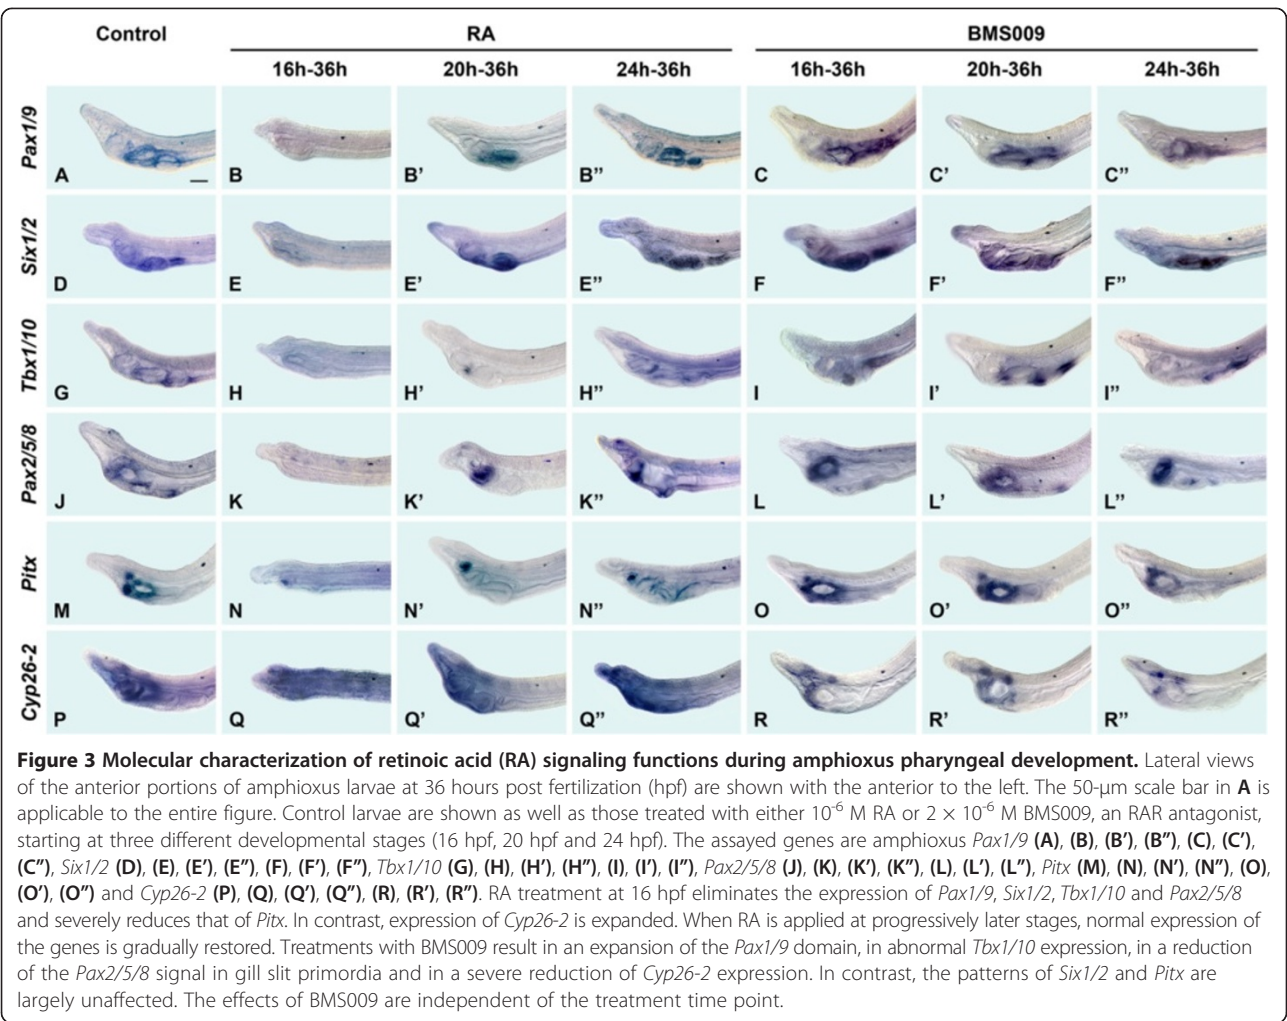 Control RA BMS009
16h-36h 20h-36h 24h-36h 16h-36h 20h-36h 24h-36h
Pax1/9
A B B’ B” C C’ C”
Six1/2
D E E’ E” F F’ F”
Tbx1/10
G H H’ H” I I’ I”
Pax2/5/8
J K K’ K” L L’ L”
Pitx
M N N’ N” O O’ O”
Cyp26-2
P Q Q’ Q” R R’ R”
Figure 3 Molecular characterization of retinoic acid (RA) signaling functions during amphioxus pharyngeal development. Lateral views
of the anterior portions of amphioxus larvae at 36 hours post fertilization (hpf) are shown with the anterior to the left. The 50-μm scale bar in A is
applicable to the entire figure. Control larvae are shown as well as those treated with either 10⁻⁶ M RA or 2 × 10⁻⁶ M BMS009, an RAR antagonist,
starting at three different developmental stages (16 hpf, 20 hpf and 24 hpf). The assayed genes are amphioxus Pax1/9 (A), (B), (B’), (B”), (C), (C’),
(C”), Six1/2 (D), (E), (E’), (E”), (F), (F’), (F”), Tbx1/10 (G), (H), (H’), (H”), (I), (I’), (I”), Pax2/5/8 (J), (K), (K’), (K”), (L), (L’), (L”), Pitx (M), (N), (N’), (N”), (O),
(O’), (O”) and Cyp26-2 (P), (Q), (Q’), (Q”), (R), (R’), (R”). RA treatment at 16 hpf eliminates the expression of Pax1/9, Six1/2, Tbx1/10 and Pax2/5/8
and severely reduces that of Pitx. In contrast, expression of Cyp26-2 is expanded. When RA is applied at progressively later stages, normal expression of
the genes is gradually restored. Treatments with BMS009 result in an expansion of the Pax1/9 domain, in abnormal Tbx1/10 expression, in a reduction
of the Pax2/5/8 signal in gill slit primordia and in a severe reduction of Cyp26-2 expression. In contrast, the patterns of Six1/2 and Pitx are
largely unaffected. The effects of BMS009 are independent of the treatment time point.